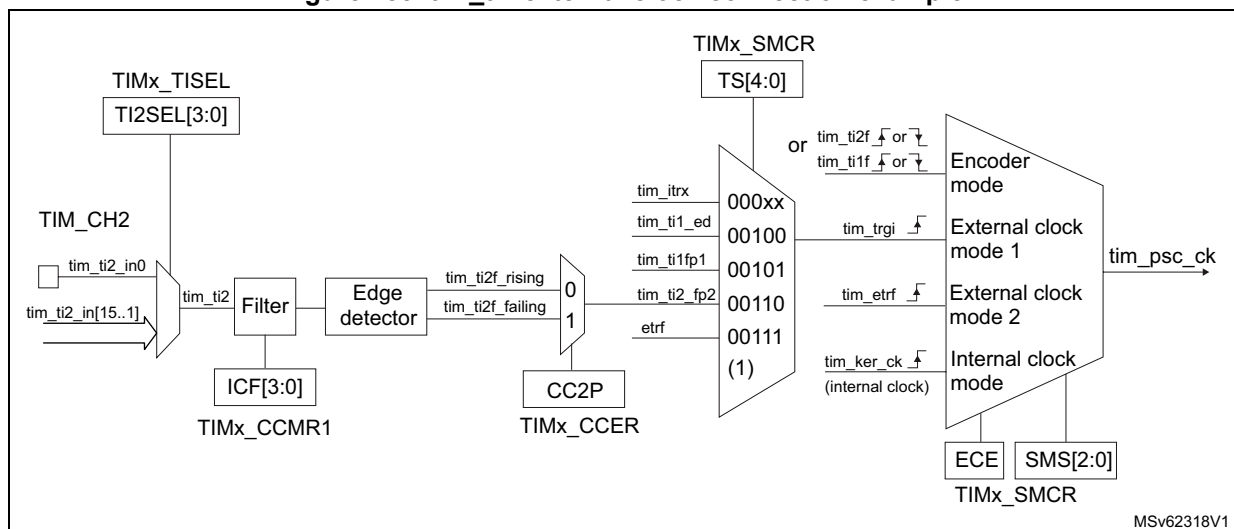 TIMx_SMCR
TS[4:0]
TIMx_TISEL
TI2SEL[3:0]
TIM_CH2
tim_ti2_in0
tim_ti2_in[15..1]
tim_ti2
Filter
ICF[3:0]
TIMx_CCMR1
Edge
detector
tim_ti2f_rising
tim_ti2f_failing
0
1
CC2P
TIMx_CCER
tim_itrx
tim_ti1_ed
tim_ti1fp1
tim_ti2_fp2
etrf
000xx
00100
00101
00110
00111
(1)
or
tim_ti2f or
tim_ti1f or
tim_trgi
tim_etrf
tim_ker_ck
(internal clock)
Encoder
mode
External clock
mode 1
External clock
mode 2
Internal clock
mode
tim_psc_ck
ECE
SMS[2:0]
TIMx_SMCR
MSv62318V1